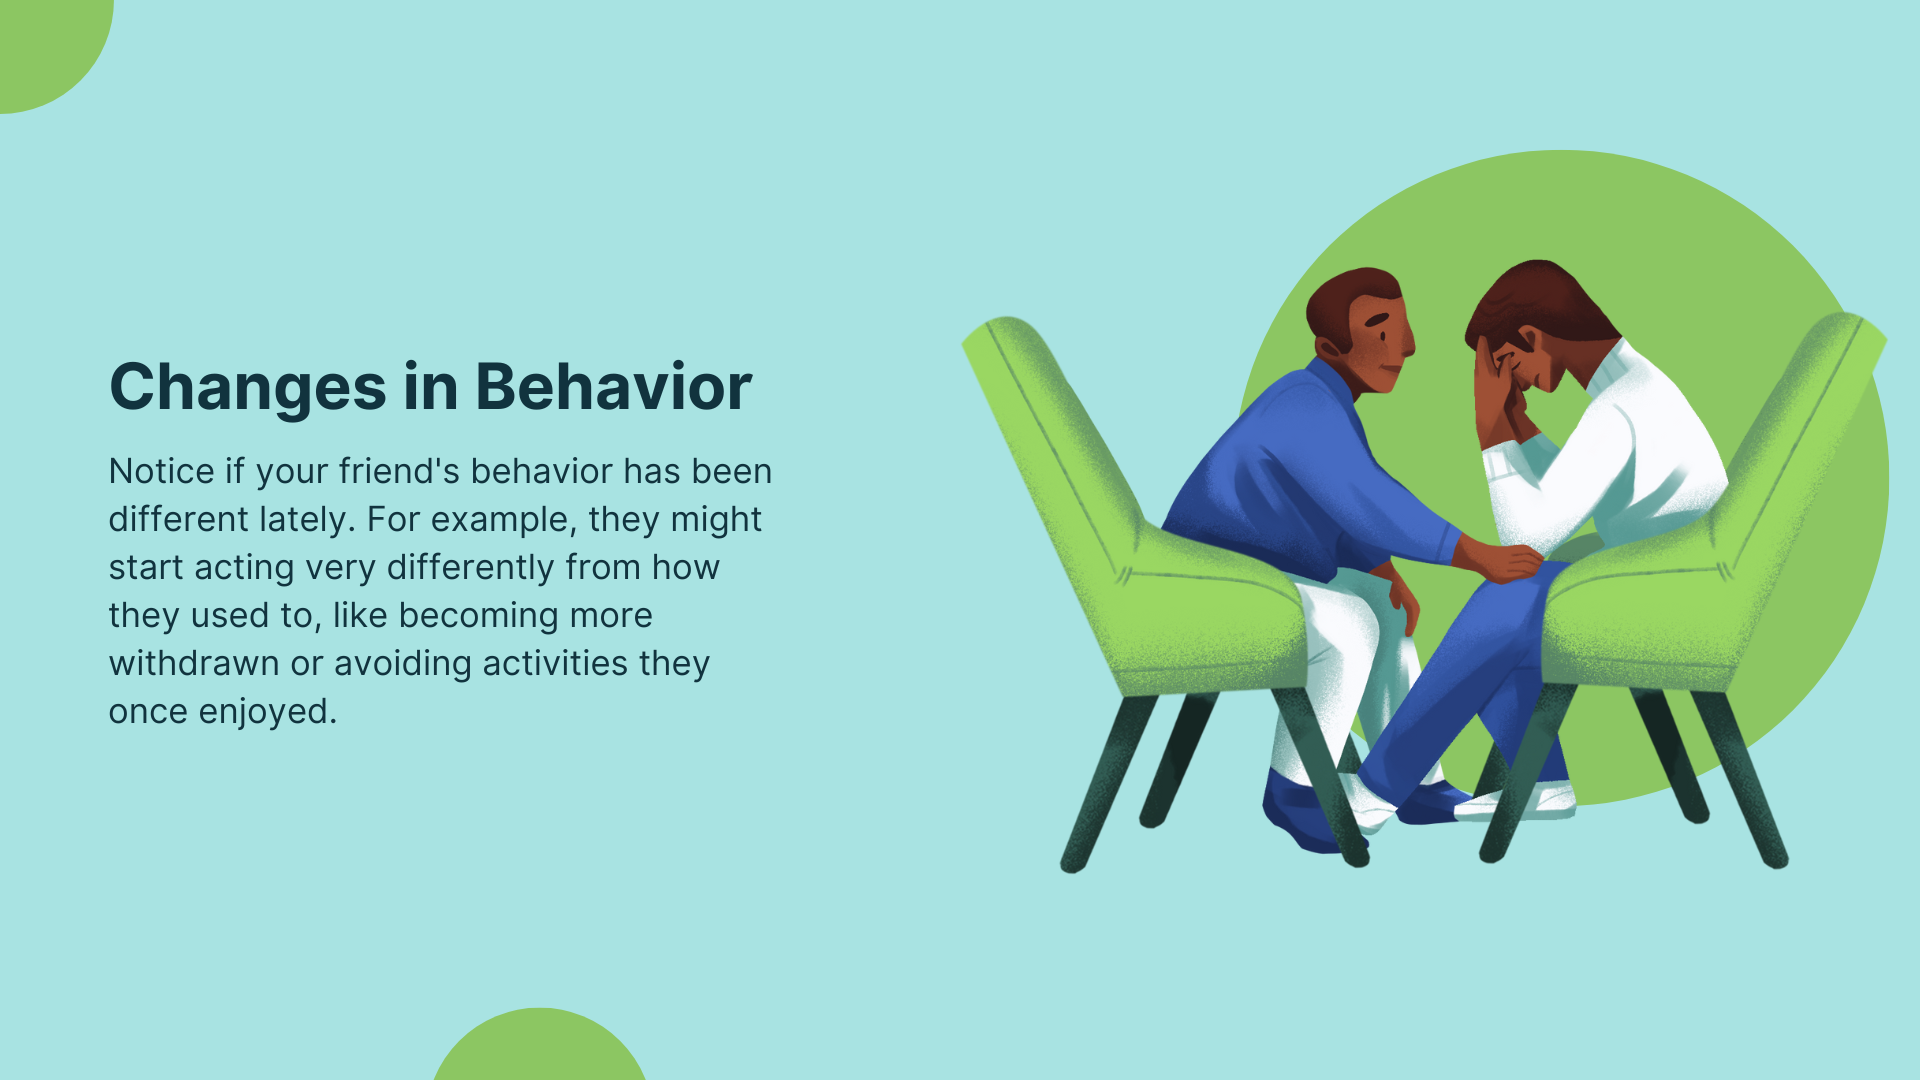 Changes in Behavior
Notice if your friend's behavior has been
different lately. For example, they might
start acting very differently from how
they used to, like becoming more
withdrawn or avoiding activities they
once enjoyed.